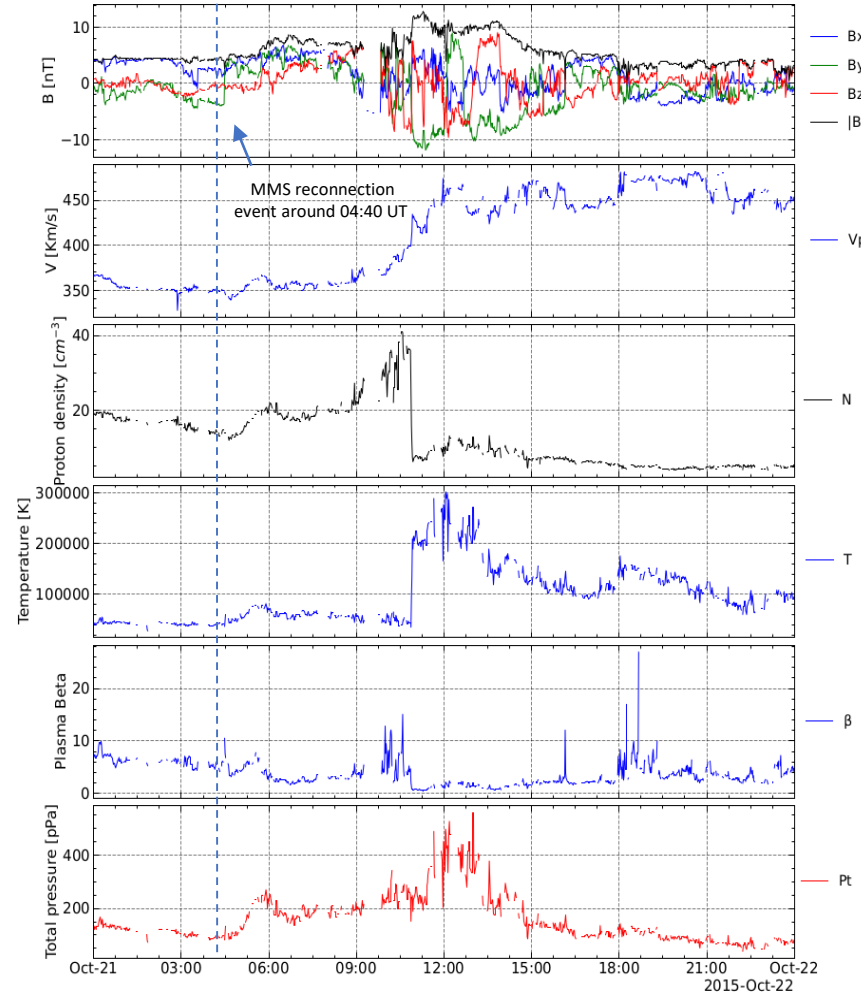 B [nT]
10
0
−10
Bx
By
Bz
|B
MMS reconnection
event around 04:40 UT
V [Km/s]
450
400
350
Vp
Proton density [cm⁻³]
40
20
N
Temperature [K]
300000
200000
100000
T
Plasma Beta
20
10
0
β
Total pressure [pPa]
400
200
Pt
Oct-21 03:00 06:00 09:00 12:00 15:00 18:00 21:00 Oct-22
2015-Oct-22